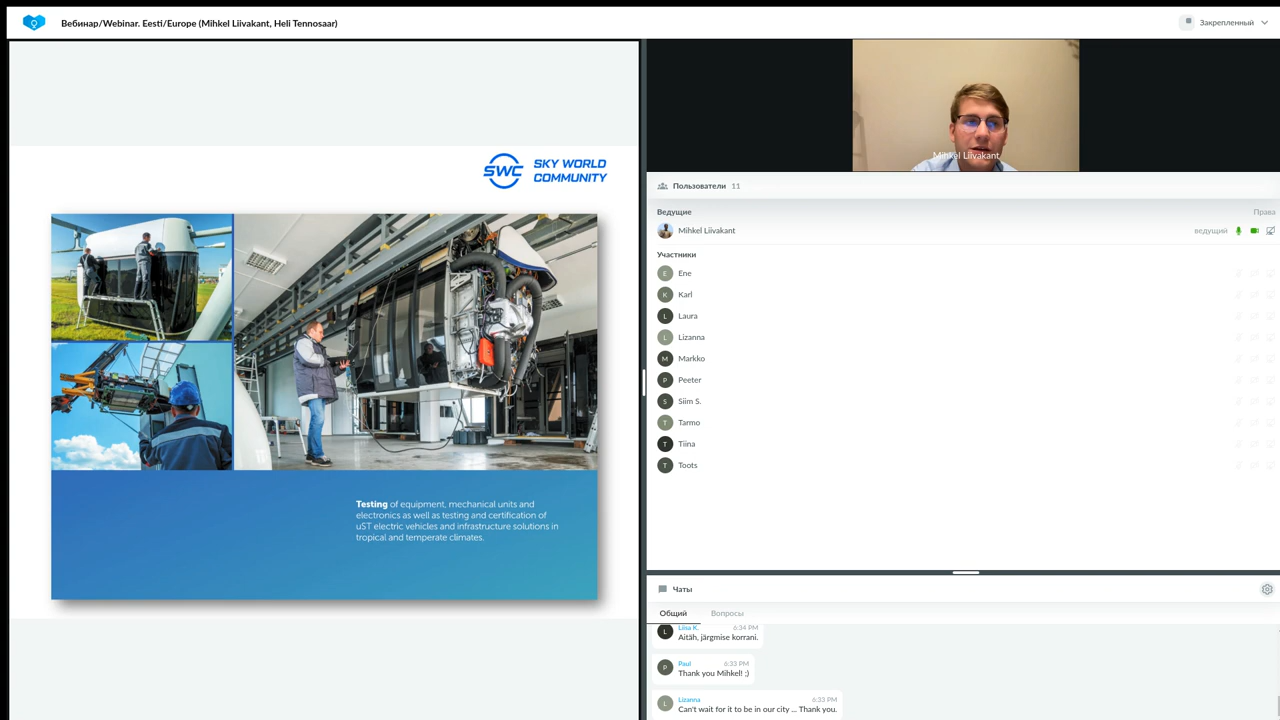 Вебинар/Webinar. Eesti/Europe (Mihkel Liivakant, Heli Tennosaar)
Закрепленный
SWC SKY WORLD
COMMUNITY
Testing of equipment, mechanical units and
electronics as well as testing and certification of
uST electric vehicles and infrastructure solutions in
tropical and temperate climates.
Mihkel Liivakant
Пользователи 11
Ведущие Права
Mihkel Liivakant ведущий
Участники
E Ene
K Karl
L Laura
L Lizanna
M Markko
P Peeter
S Siim S.
T Tarmo
T Tiina
T Toots
Чаты
Общий Вопросы
Liisa K. 6:34 PM
L Aitäh, järgmise korrani.
Paul 6:33 PM
P Thank you Mihkel! ;)
Lizanna 6:33 PM
L Can't wait for it to be in our city ... Thank you.